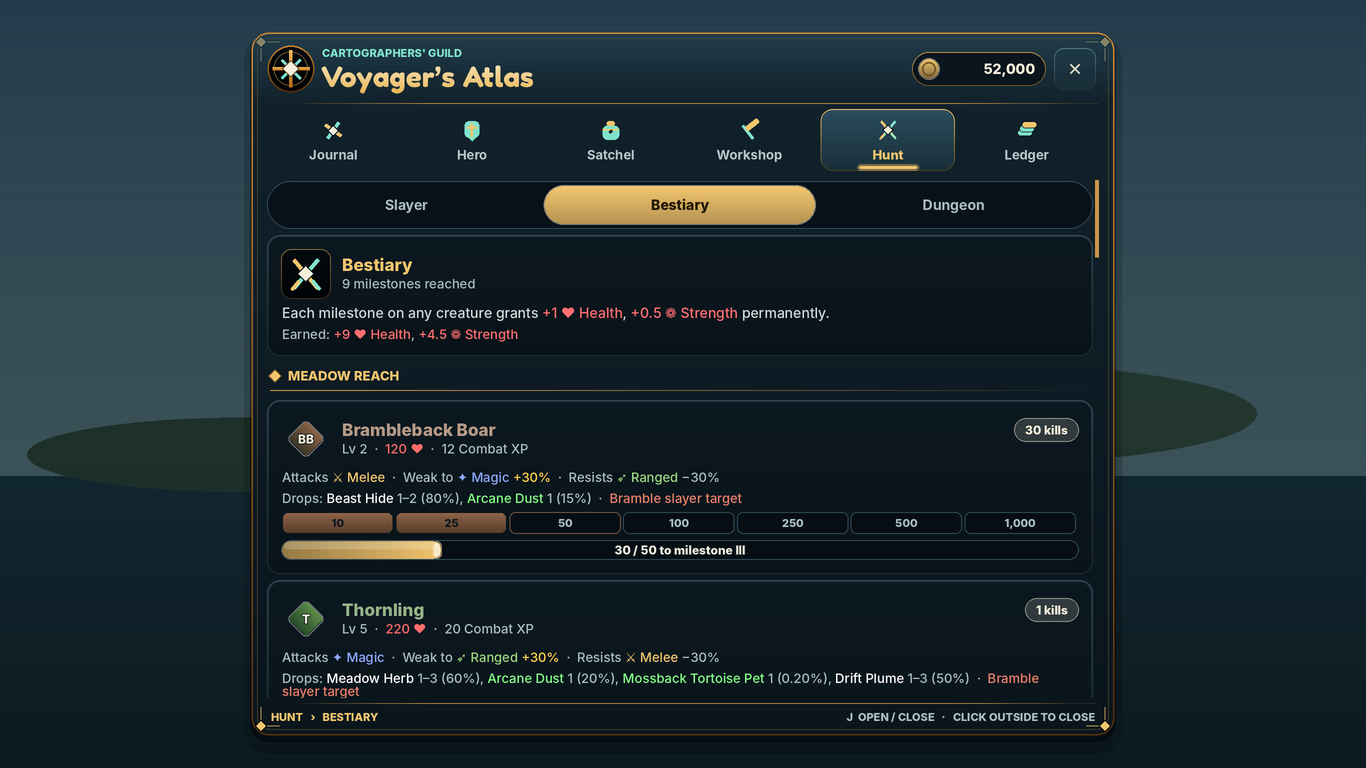 CARTOGRAPHERS' GUILD
Voyager's Atlas
52,000
×
Journal
Hero
Satchel
Workshop
Hunt
Ledger
Slayer
Bestiary
Dungeon
Bestiary
9 milestones reached
Each milestone on any creature grants +1 ❤ Health, +0.5 ❁ Strength permanently.
Earned: +9 ❤ Health, +4.5 ❁ Strength
MEADOW REACH
BB
Brambleback Boar
30 kills
Lv 2 · 120 ❤ · 12 Combat XP
Attacks ⚔ Melee · Weak to ✦ Magic +30% · Resists ➶ Ranged −30%
Drops: Beast Hide 1–2 (80%), Arcane Dust 1 (15%) · Bramble slayer target
10 25 50 100 250 500 1,000
30 / 50 to milestone III
T
Thornling
1 kills
Lv 5 · 220 ❤ · 20 Combat XP
Attacks ✦ Magic · Weak to ➶ Ranged +30% · Resists ⚔ Melee −30%
Drops: Meadow Herb 1–3 (60%), Arcane Dust 1 (20%), Mossback Tortoise Pet 1 (0.20%), Drift Plume 1–3 (50%) · Bramble
slayer target
HUNT › BESTIARY
J OPEN / CLOSE · CLICK OUTSIDE TO CLOSE